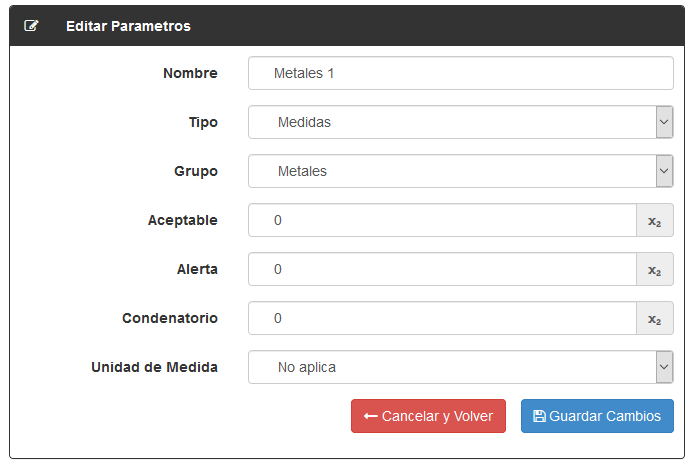 Editar Parametros
Nombre Metales 1
Tipo Medidas
Grupo Metales
Aceptable 0 x₂
Alerta 0 x₂
Condenatorio 0 x₂
Unidad de Medida No aplica
Cancelar y Volver Guardar Cambios